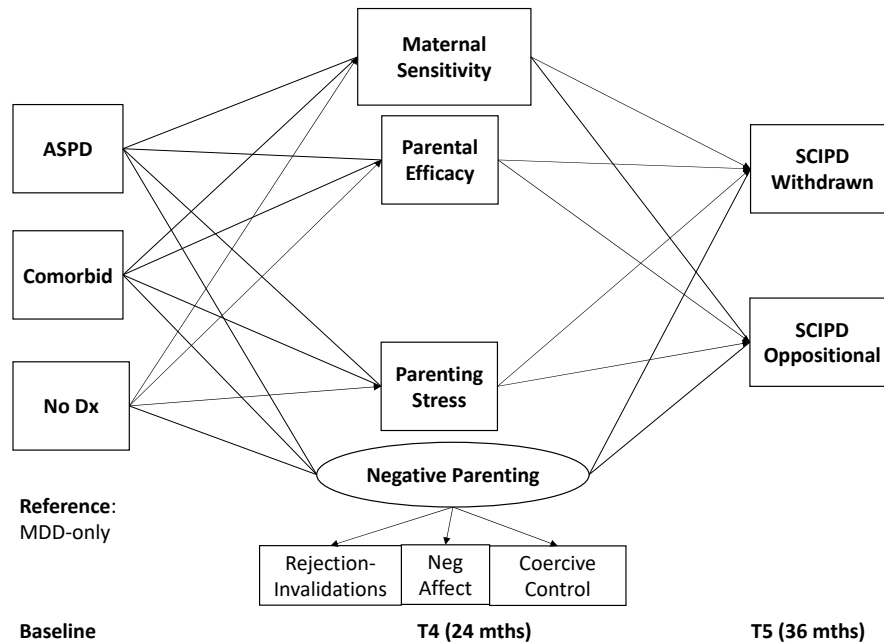 Maternal
Sensitivity
ASPD
Parental
Efficacy
SCIPD
Withdrawn
Comorbid
SCIPD
Oppositional
No Dx
Parenting
Stress
Negative Parenting
Reference:
MDD-only
Rejection-
Invalidations
Neg
Affect
Coercive
Control
Baseline
T4 (24 mths)
T5 (36 mths)